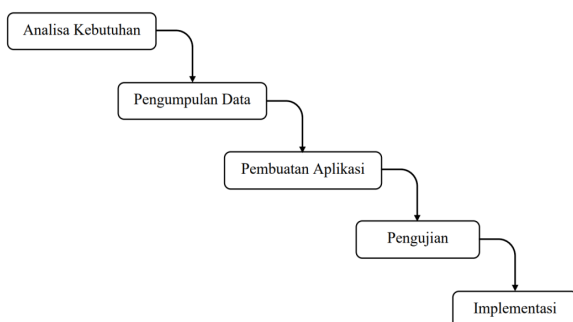 Analisa Kebutuhan
Pengumpulan Data
Pembuatan Aplikasi
Pengujian
Implementasi